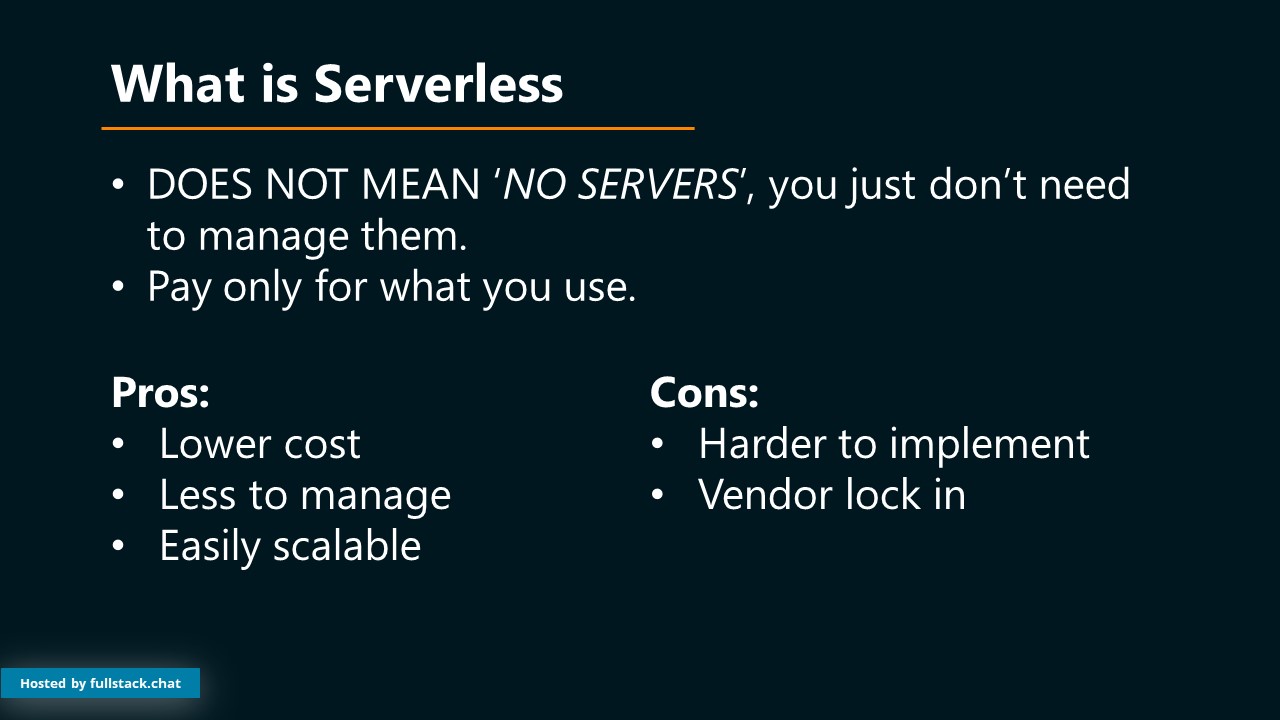 What is Serverless
• DOES NOT MEAN ‘NO SERVERS’, you just don’t need
to manage them.
• Pay only for what you use.
Pros:
• Lower cost
• Less to manage
• Easily scalable
Cons:
• Harder to implement
• Vendor lock in
Hosted by fullstack.chat